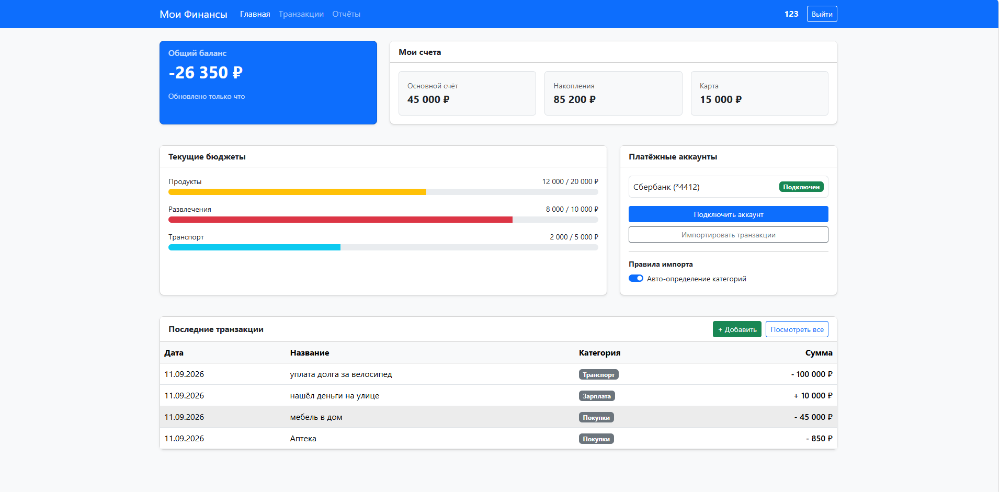 Мои Финансы Главная Транзакции Отчёты 123 Выйти
Общий баланс
-26 350 ₽
Обновлено только что
Мои счета
Основной счёт
45 000 ₽
Накопления
85 200 ₽
Карта
15 000 ₽
Текущие бюджеты
Продукты 12 000 / 20 000 ₽
Развлечения 8 000 / 10 000 ₽
Транспорт 2 000 / 5 000 ₽
Платёжные аккаунты
Сбербанк (*4412) Подключен
Подключить аккаунт
Импортировать транзакции
Правила импорта
Авто-определение категорий
Последние транзакции + Добавить Посмотреть все
Дата Название Категория Сумма
11.09.2026 уплата долга за велосипед Транспорт - 100 000 ₽
11.09.2026 нашёл деньги на улице Зарплата + 10 000 ₽
11.09.2026 мебель в дом Покупки - 45 000 ₽
11.09.2026 Аптека Покупки - 850 ₽